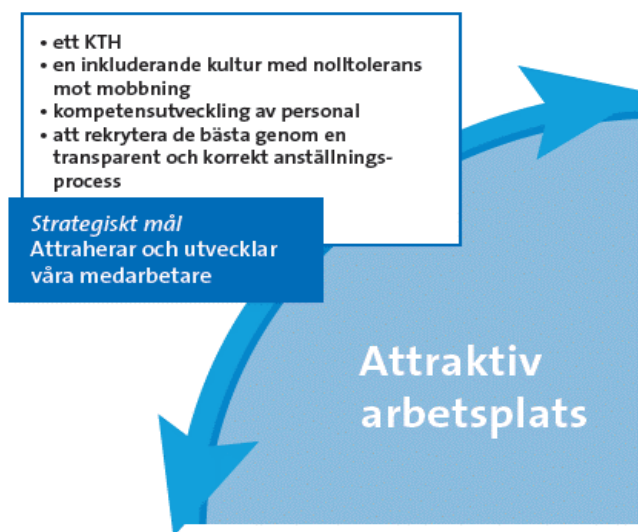 • ett KTH
• en inkluderande kultur med nolltolerans
mot mobbning
• kompetensutveckling av personal
• att rekrytera de bästa genom en
transparent och korrekt anställnings-
process
Strategiskt mål
Attraherar och utvecklar
våra medarbetare
Attraktiv
arbetsplats